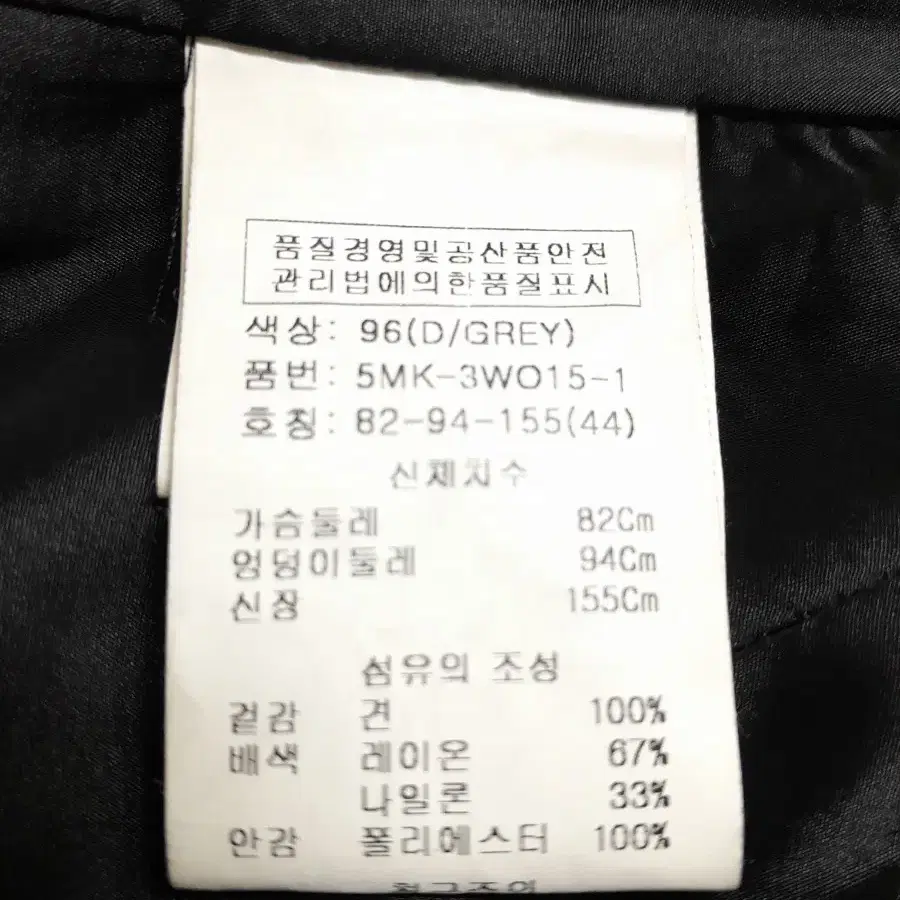 품질경영및공산품안전
관리법에의한품질표시
색상: 96(D/GREY)
품번: 5MK-3WO15-1
호칭: 82-94-155(44)
신체치수
가슴둘레 82Cm
엉덩이둘레 94Cm
신장 155Cm
섬유의 조성
겉감 견 100%
배색 레이온 67%
나일론 33%
안감 폴리에스터 100%